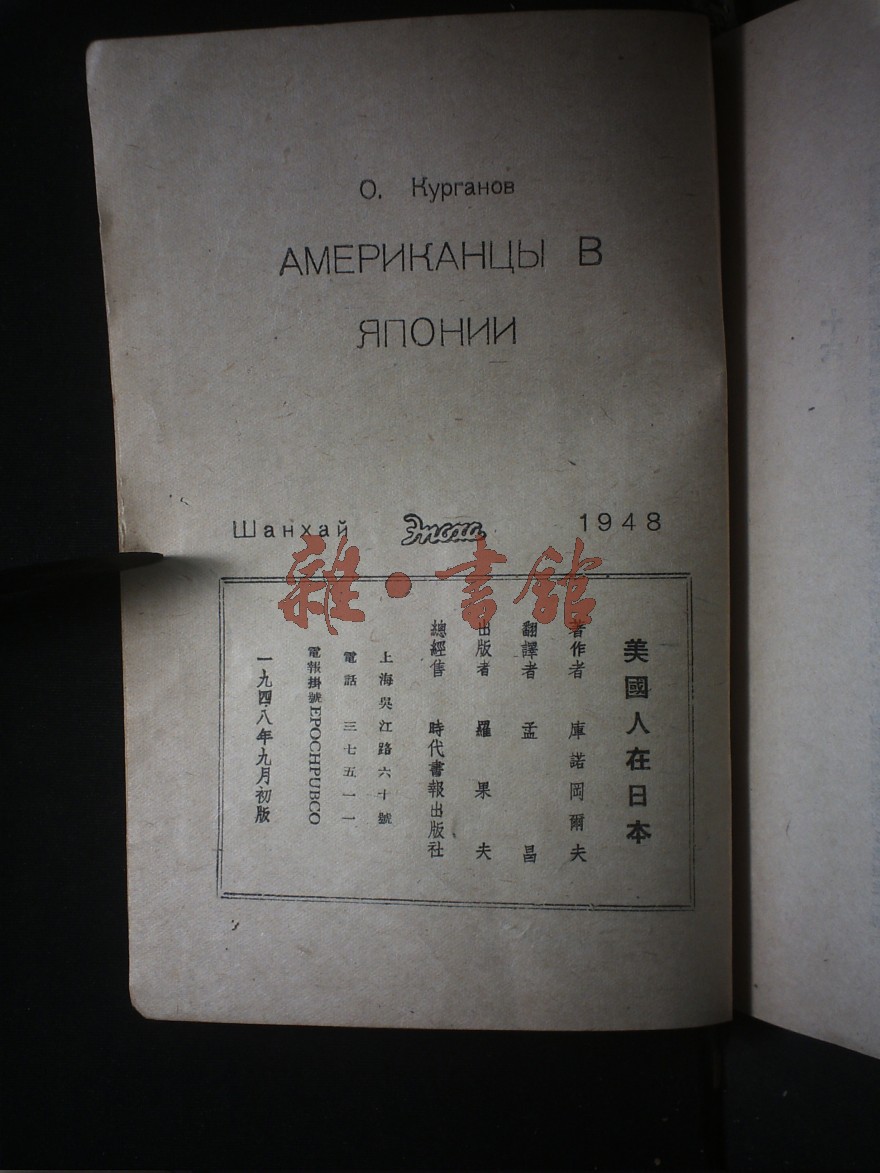 О. Курганов
АМЕРИКАНЦЫ В
ЯПОНИИ
Шанхай Эпоха 1948
雜·書舘
美國人在日本
著作者 庫諾岡爾夫
翻譯者 孟昌
出版者 羅果夫
總經售 時代書報出版社
上海吳江路六十號
電話 三七五一一
電報掛號EPOCHPUBCO
一九四八年九月初版
十六